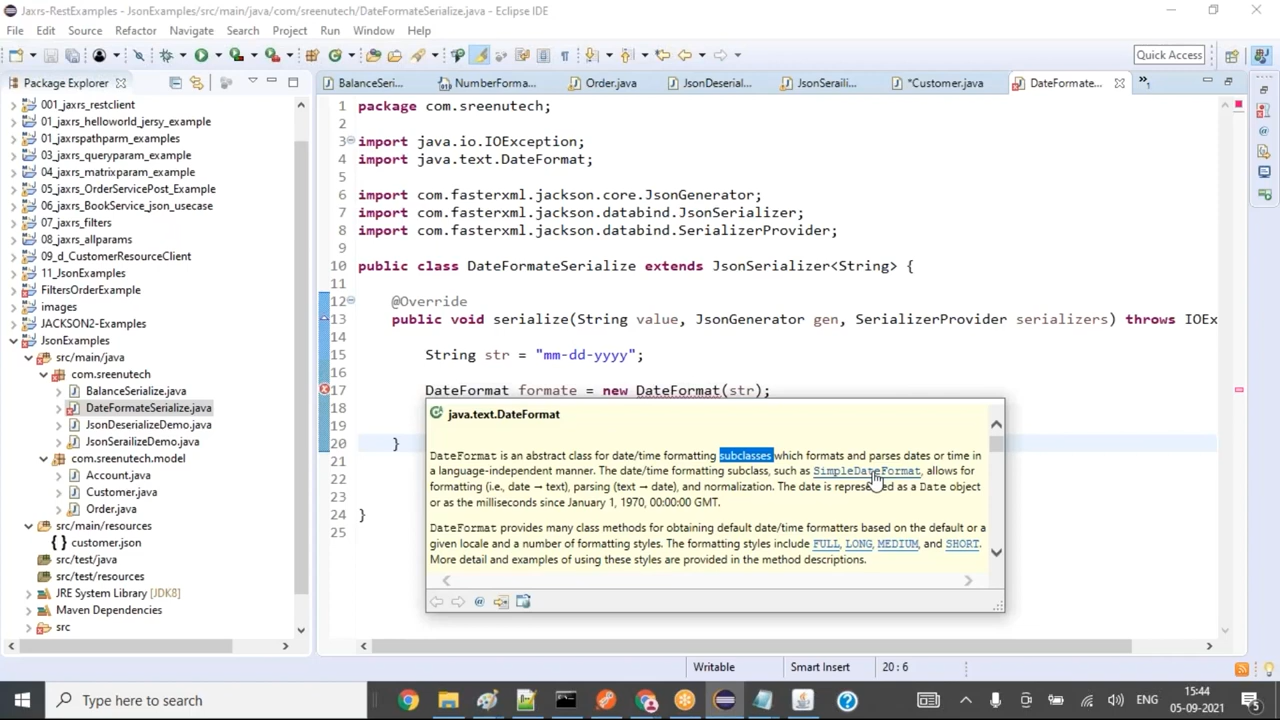 Jaxrs-RestExamples - JsonExamples/src/main/java/com/sreenutech/DateFormateSerialize.java - Eclipse IDE
File Edit Source Refactor Navigate Search Project Run Window Help
Quick Access
Package Explorer
BalanceSeri... NumberForma... Order.java JsonDeserial... JsonSeraili... *Customer.java DateFormate... »1
001_jaxrs_restclient
01_jaxrs_helloworld_jersy_example
01_jaxrspathparm_examples
03_jaxrs_queryparam_example
04_jaxrs_matrixparam_example
05_jaxrs_OrderServicePost_Example
06_jaxrs_BookService_json_usecase
07_jaxrs_filters
08_jaxrs_allparams
09_d_CustomerResourceClient
11_JsonExamples
FiltersOrderExample
images
JACKSON2-Examples
JsonExamples
src/main/java
com.sreenutech
BalanceSerialize.java
DateFormateSerialize.java
JsonDeserializeDemo.java
JsonSerailizeDemo.java
com.sreenutech.model
Account.java
Customer.java
Order.java
src/main/resources
customer.json
src/test/java
src/test/resources
JRE System Library [JDK8]
Maven Dependencies
src
1 package com.sreenutech;
2
3 import java.io.IOException;
4 import java.text.DateFormat;
5
6 import com.fasterxml.jackson.core.JsonGenerator;
7 import com.fasterxml.jackson.databind.JsonSerializer;
8 import com.fasterxml.jackson.databind.SerializerProvider;
9
10 public class DateFormateSerialize extends JsonSerializer<String> {
11
12 @Override
13 public void serialize(String value, JsonGenerator gen, SerializerProvider serializers) throws IOEx
14
15 String str = "mm-dd-yyyy";
16
17 DateFormat formate = new DateFormat(str);
18
19
20 }
21
22
23
24 }
25
java.text.DateFormat
DateFormat is an abstract class for date/time formatting subclasses which formats and parses dates or time in
a language-independent manner. The date/time formatting subclass, such as SimpleDateFormat, allows for
formatting (i.e., date → text), parsing (text → date), and normalization. The date is represented as a Date object
or as the milliseconds since January 1, 1970, 00:00:00 GMT.
DateFormat provides many class methods for obtaining default date/time formatters based on the default or a
given locale and a number of formatting styles. The formatting styles include FULL, LONG, MEDIUM, and SHORT.
More detail and examples of using these styles are provided in the method descriptions.
Writable Smart Insert 20 : 6
Type here to search
ENG
15:44
05-09-2021
5